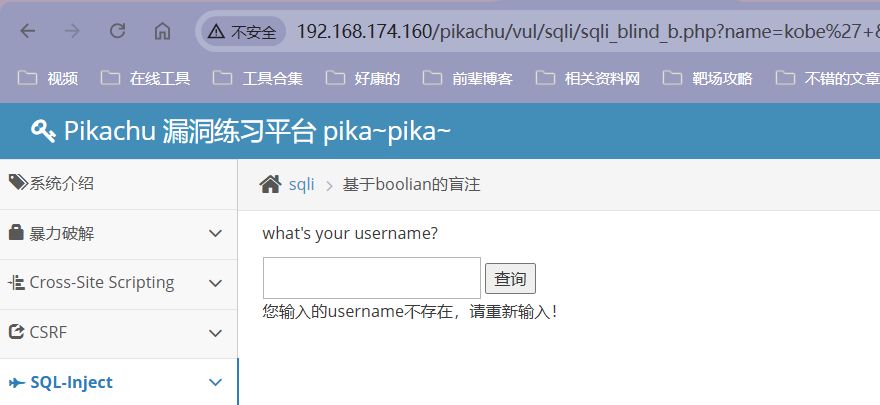 不安全 192.168.174.160/pikachu/vul/sqli/sqli_blind_b.php?name=kobe%27+&
视频 在线工具 工具合集 好康的 前辈博客 相关资料网 靶场攻略 不错的文章
Pikachu 漏洞练习平台 pika~pika~
系统介绍
sqli 基于boolian的盲注
暴力破解
what's your username?
Cross-Site Scripting
查询
您输入的username不存在，请重新输入！
CSRF
SQL-Inject